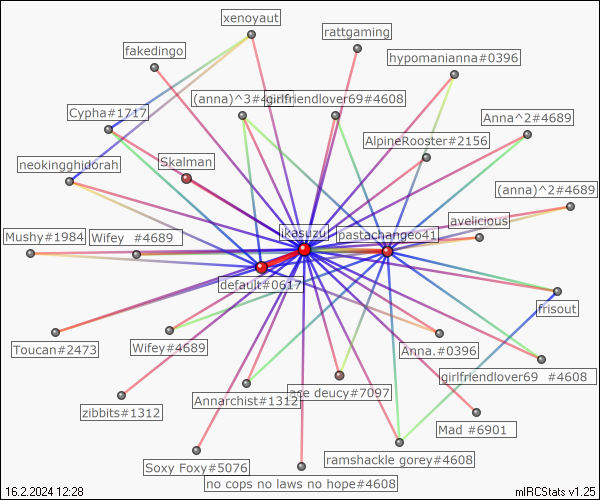 xenoyaut
rattgaming
fakedingo
hypomanianna#0396
(anna)^3#4
girlfriendlover69#4608
Cypha#1717
Anna^2#4689
AlpineRooster#2156
neokingghidorah
Skalman
(anna)^2#4689
avelicious
ikasuzu
pastachangeo41
Mushy#1984
Wifey #4689
default#0617
frisout
Toucan#2473
Wifey#4689
Anna.#0396
girlfriendlover69 #4608
Annarchist#1312
ace deucy#7097
zibbits#1312
Mad #6901
ramshackle gorey#4608
Soxy Foxy#5076
no cops no laws no hope#4608
16.2.2024 12:28
mIRCStats v1.25